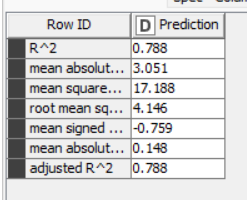 Row ID D Prediction
R^2 0.788
mean absolut... 3.051
mean square... 17.188
root mean sq... 4.146
mean signed ... -0.759
mean absolut... 0.148
adjusted R^2 0.788